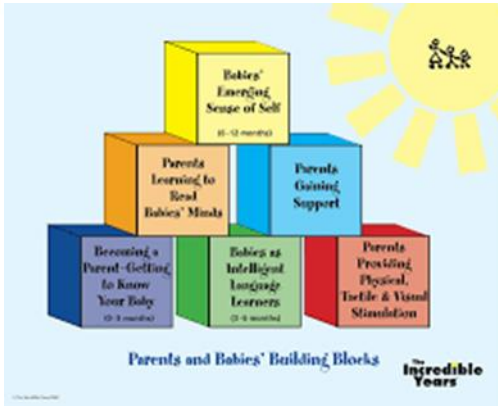 Babies'
Emerging
Sense of Self
(6-12 months)
Parents
Learning to
Read
Babies' Minds
Parents
Gaining
Support
Becoming a
Parent-Getting
to Know
Your Baby
(0-3 months)
Babies as
Intelligent
Language
Learners
(3-6 months)
Parents
Providing
Physical,
Tactile & Visual
Stimulation
Parents and Babies' Building Blocks
The
Incredible
Years